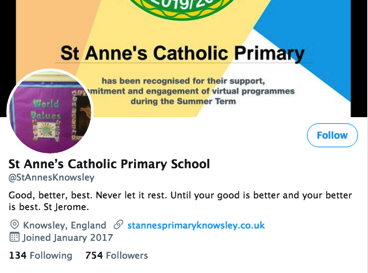 2019/20
St Anne's Catholic Primary
has been recognised for their support,
mitment and engagement of virtual programmes
during the Summer Term
World
Values
Follow
St Anne's Catholic Primary School
@StAnnesKnowsley
Good, better, best. Never let it rest. Until your good is better and your better
is best. St Jerome.
Knowsley, England stannesprimaryknowsley.co.uk
Joined January 2017
134 Following 754 Followers